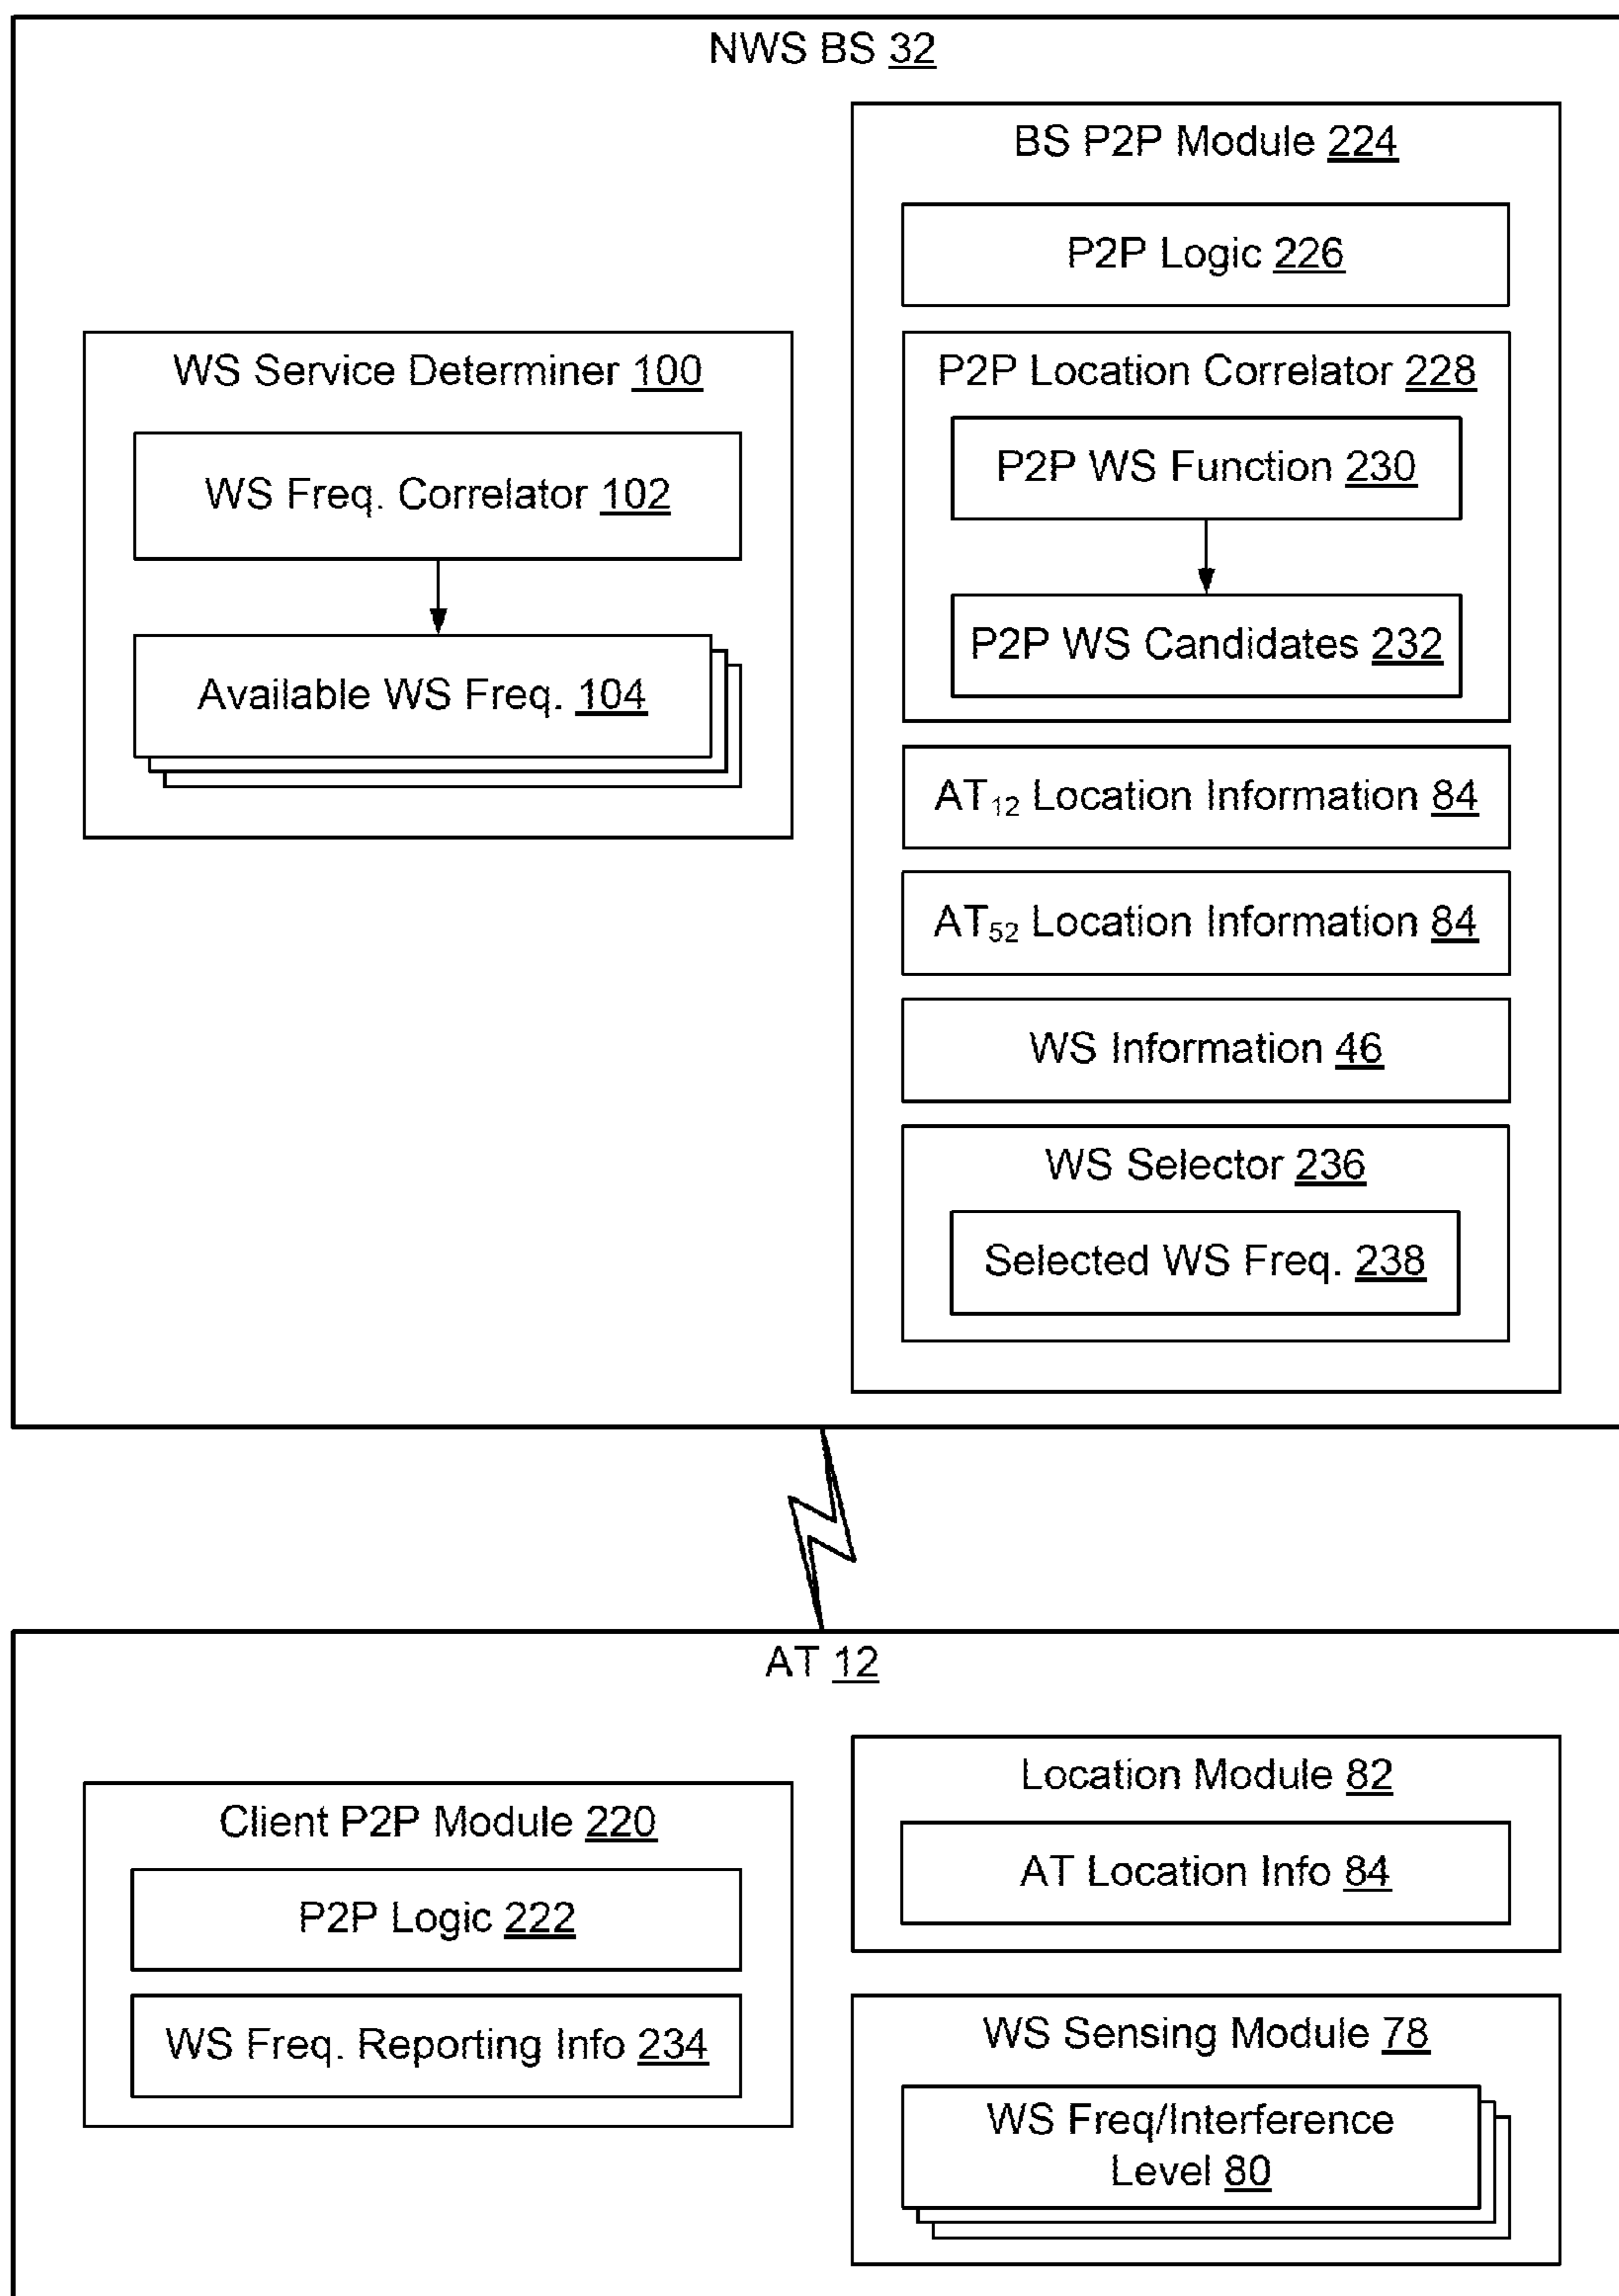 NWS BS 32
BS P2P Module 224
P2P Logic 226
WS Service Determiner 100
WS Freq. Correlator 102
Available WS Freq. 104
P2P Location Correlator 228
P2P WS Function 230
P2P WS Candidates 232
AT12 Location Information 84
AT52 Location Information 84
WS Information 46
WS Selector 236
Selected WS Freq. 238
AT 12
Client P2P Module 220
P2P Logic 222
WS Freq. Reporting Info 234
Location Module 82
AT Location Info 84
WS Sensing Module 78
WS Freq/Interference
Level 80